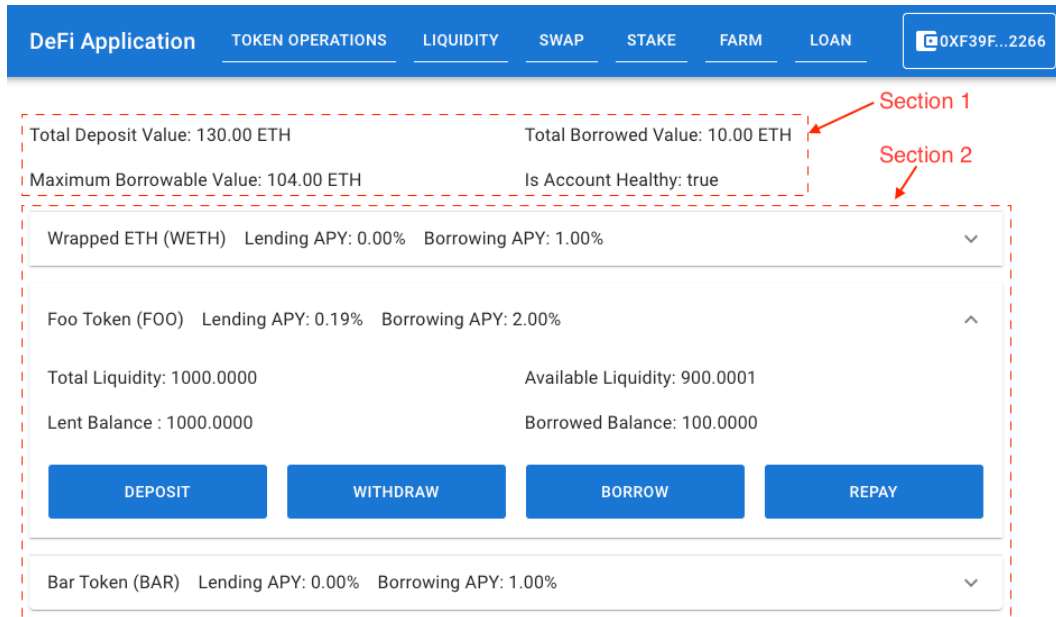 DeFi Application TOKEN OPERATIONS LIQUIDITY SWAP STAKE FARM LOAN 0XF39F...2266
Section 1
Total Deposit Value: 130.00 ETH Total Borrowed Value: 10.00 ETH
Section 2
Maximum Borrowable Value: 104.00 ETH Is Account Healthy: true
Wrapped ETH (WETH) Lending APY: 0.00% Borrowing APY: 1.00%
Foo Token (FOO) Lending APY: 0.19% Borrowing APY: 2.00%
Total Liquidity: 1000.0000 Available Liquidity: 900.0001
Lent Balance : 1000.0000 Borrowed Balance: 100.0000
DEPOSIT WITHDRAW BORROW REPAY
Bar Token (BAR) Lending APY: 0.00% Borrowing APY: 1.00%